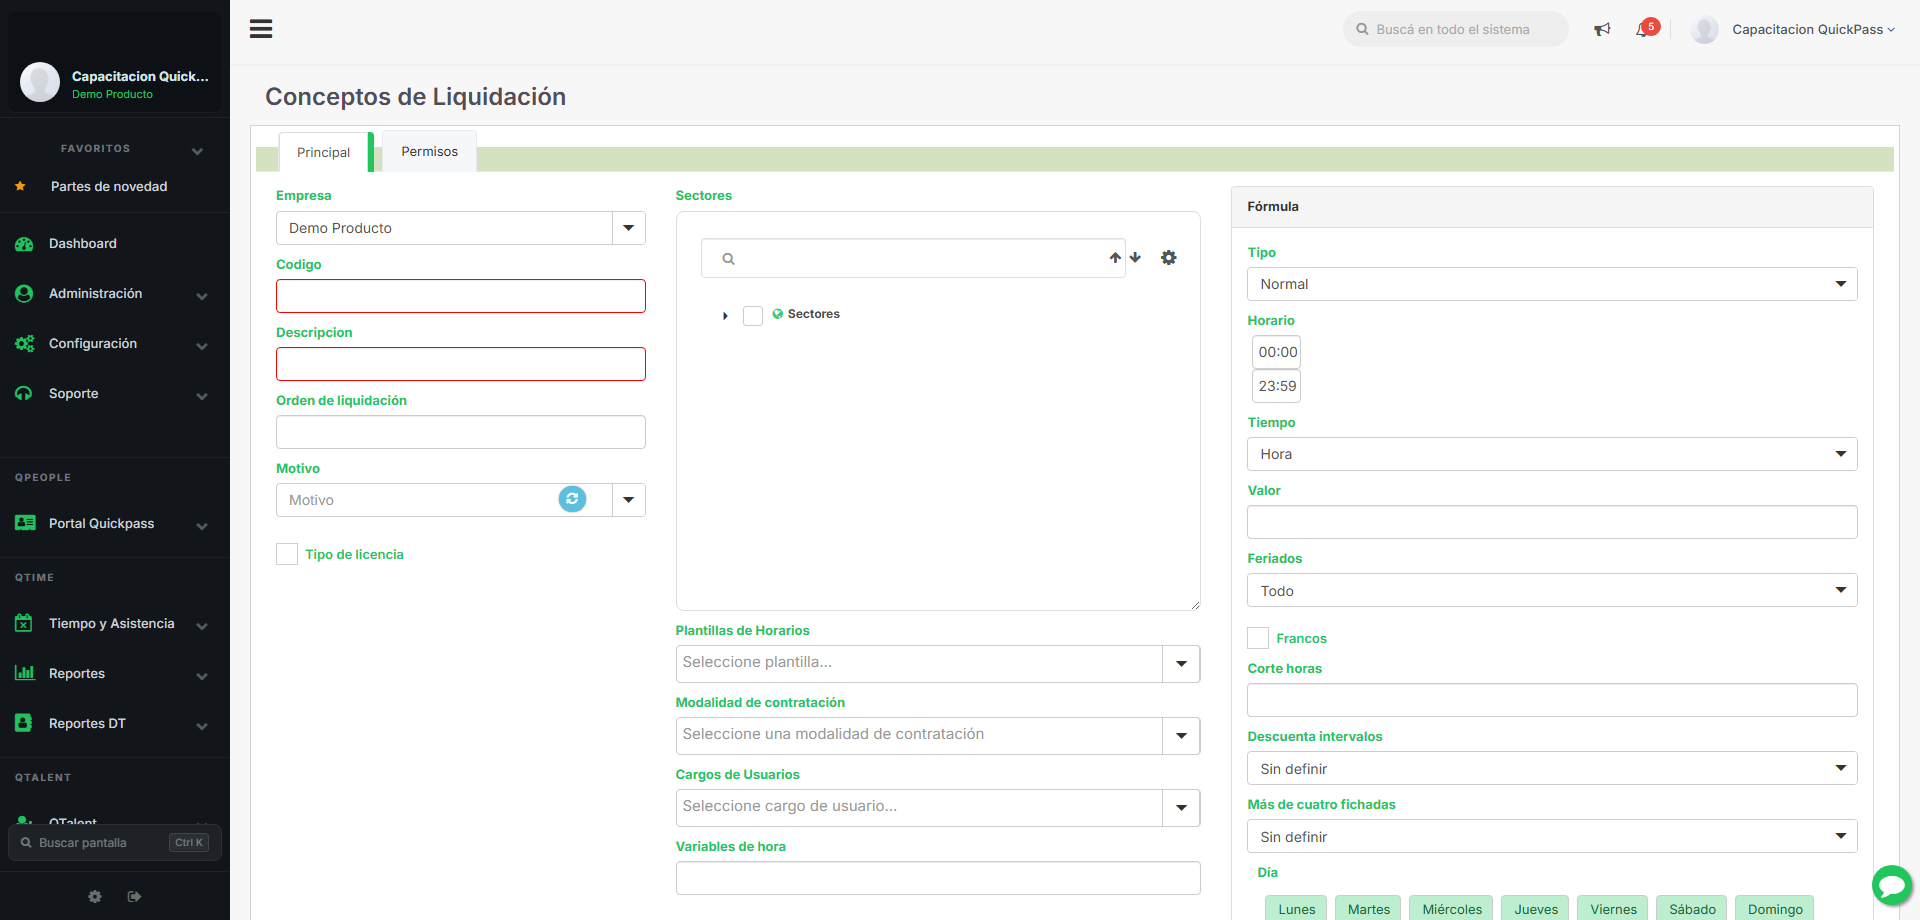 Capacitacion Quick...
Demo Producto
FAVORITOS
Partes de novedad
Dashboard
Administración
Configuración
Soporte
QPEOPLE
Portal Quickpass
QTIME
Tiempo y Asistencia
Reportes
Reportes DT
QTALENT
QTalent
Buscar pantalla
Ctrl K
Buscá en todo el sistema
5
Capacitacion QuickPass
Conceptos de Liquidación
Principal
Permisos
Empresa
Demo Producto
Codigo
Descripcion
Orden de liquidación
Motivo
Motivo
Tipo de licencia
Sectores
Sectores
Plantillas de Horarios
Seleccione plantilla...
Modalidad de contratación
Seleccione una modalidad de contratación
Cargos de Usuarios
Seleccione cargo de usuario...
Variables de hora
Fórmula
Tipo
Normal
Horario
00:00
23:59
Tiempo
Hora
Valor
Feriados
Todo
Francos
Corte horas
Descuenta intervalos
Sin definir
Más de cuatro fichadas
Sin definir
Día
Lunes Martes Miércoles Jueves Viernes Sábado Domingo